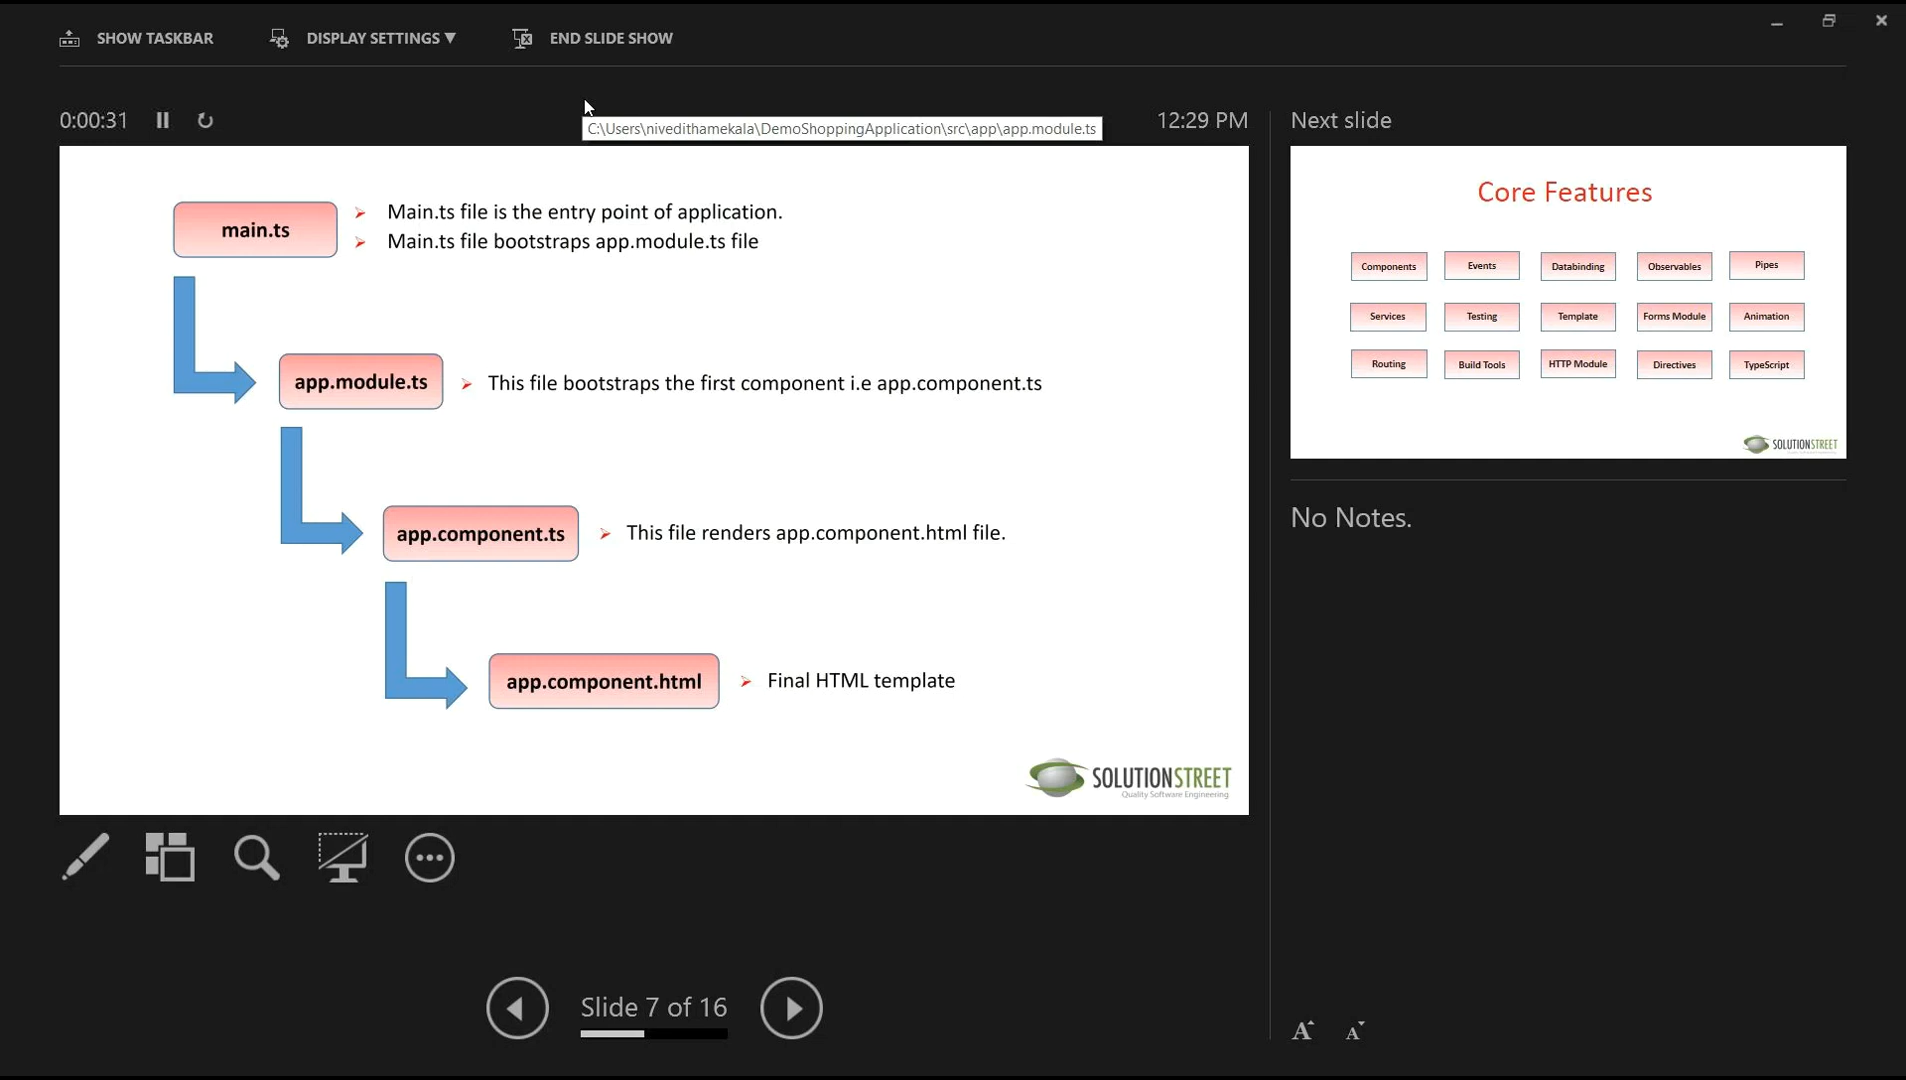 SHOW TASKBAR
DISPLAY SETTINGS ▼
END SLIDE SHOW
0:00:31
C:\Users\nivedithamekala\DemoShoppingApplication\src\app\app.module.ts
12:29 PM
Next slide
main.ts
Main.ts file is the entry point of application.
Main.ts file bootstraps app.module.ts file
app.module.ts
This file bootstraps the first component i.e app.component.ts
app.component.ts
This file renders app.component.html file.
app.component.html
Final HTML template
SOLUTIONSTREET
Quality Software Engineering
Core Features
Components Events Databinding Observables Pipes
Services Testing Template Forms Module Animation
Routing Build Tools HTTP Module Directives TypeScript
SOLUTIONSTREET
No Notes.
Slide 7 of 16
A A